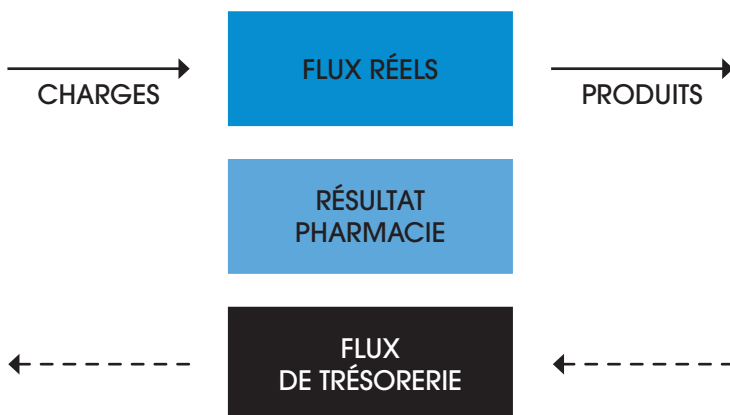 FLUX RÉELS
CHARGES
PRODUITS
RÉSULTAT
PHARMACIE
FLUX
DE TRÉSORERIE